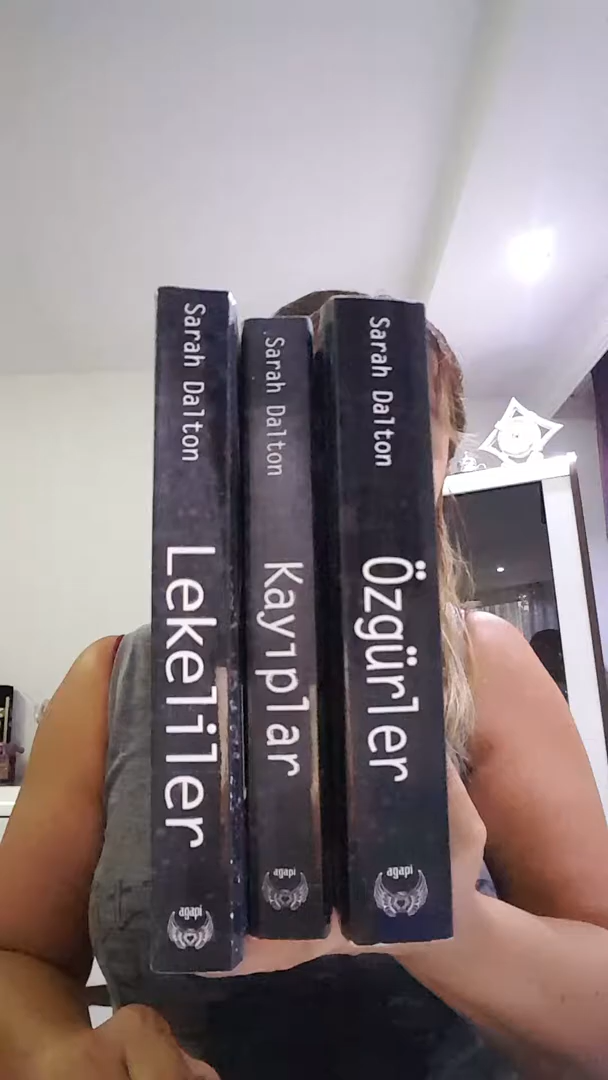 Sarah Dalton
Lekeliler
agapi
Sarah Dalton
Kayıplar
agapi
Sarah Dalton
Özgürler
agapi